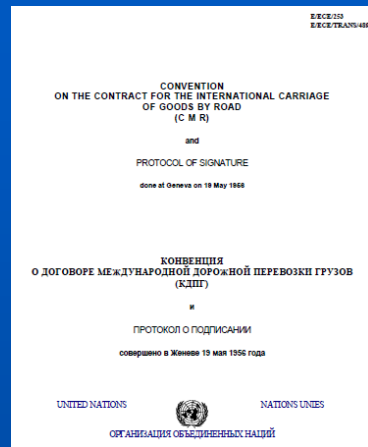 E/ECE/253
E/ECE/TRANS/489
CONVENTION
ON THE CONTRACT FOR THE INTERNATIONAL CARRIAGE
OF GOODS BY ROAD
(C M R)
and
PROTOCOL OF SIGNATURE
done at Geneva on 19 May 1956
КОНВЕНЦИЯ
О ДОГОВОРЕ МЕЖДУНАРОДНОЙ ДОРОЖНОЙ ПЕРЕВОЗКИ ГРУЗОВ
(КДПГ)
и
ПРОТОКОЛ О ПОДПИСАНИИ
совершено в Женеве 19 мая 1956 года
UNITED NATIONS NATIONS UNIES
ОРГАНИЗАЦИЯ ОБЪЕДИНЕННЫХ НАЦИЙ